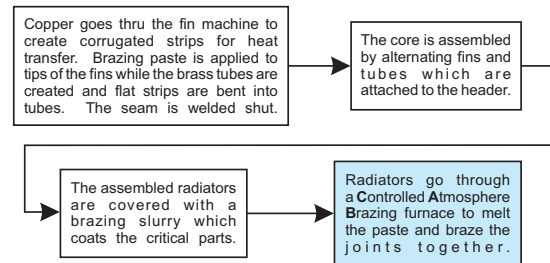 Copper goes thru the fin machine to
create corrugated strips for heat
transfer. Brazing paste is applied to
tips of the fins while the brass tubes are
created and flat strips are bent into
tubes. The seam is welded shut.
The core is assembled
by alternating fins and
tubes which are
attached to the header.
The assembled radiators
are covered with a
brazing slurry which
coats the critical parts.
Radiators go through
a Controlled Atmosphere
Brazing furnace to melt
the paste and braze the
joints together.